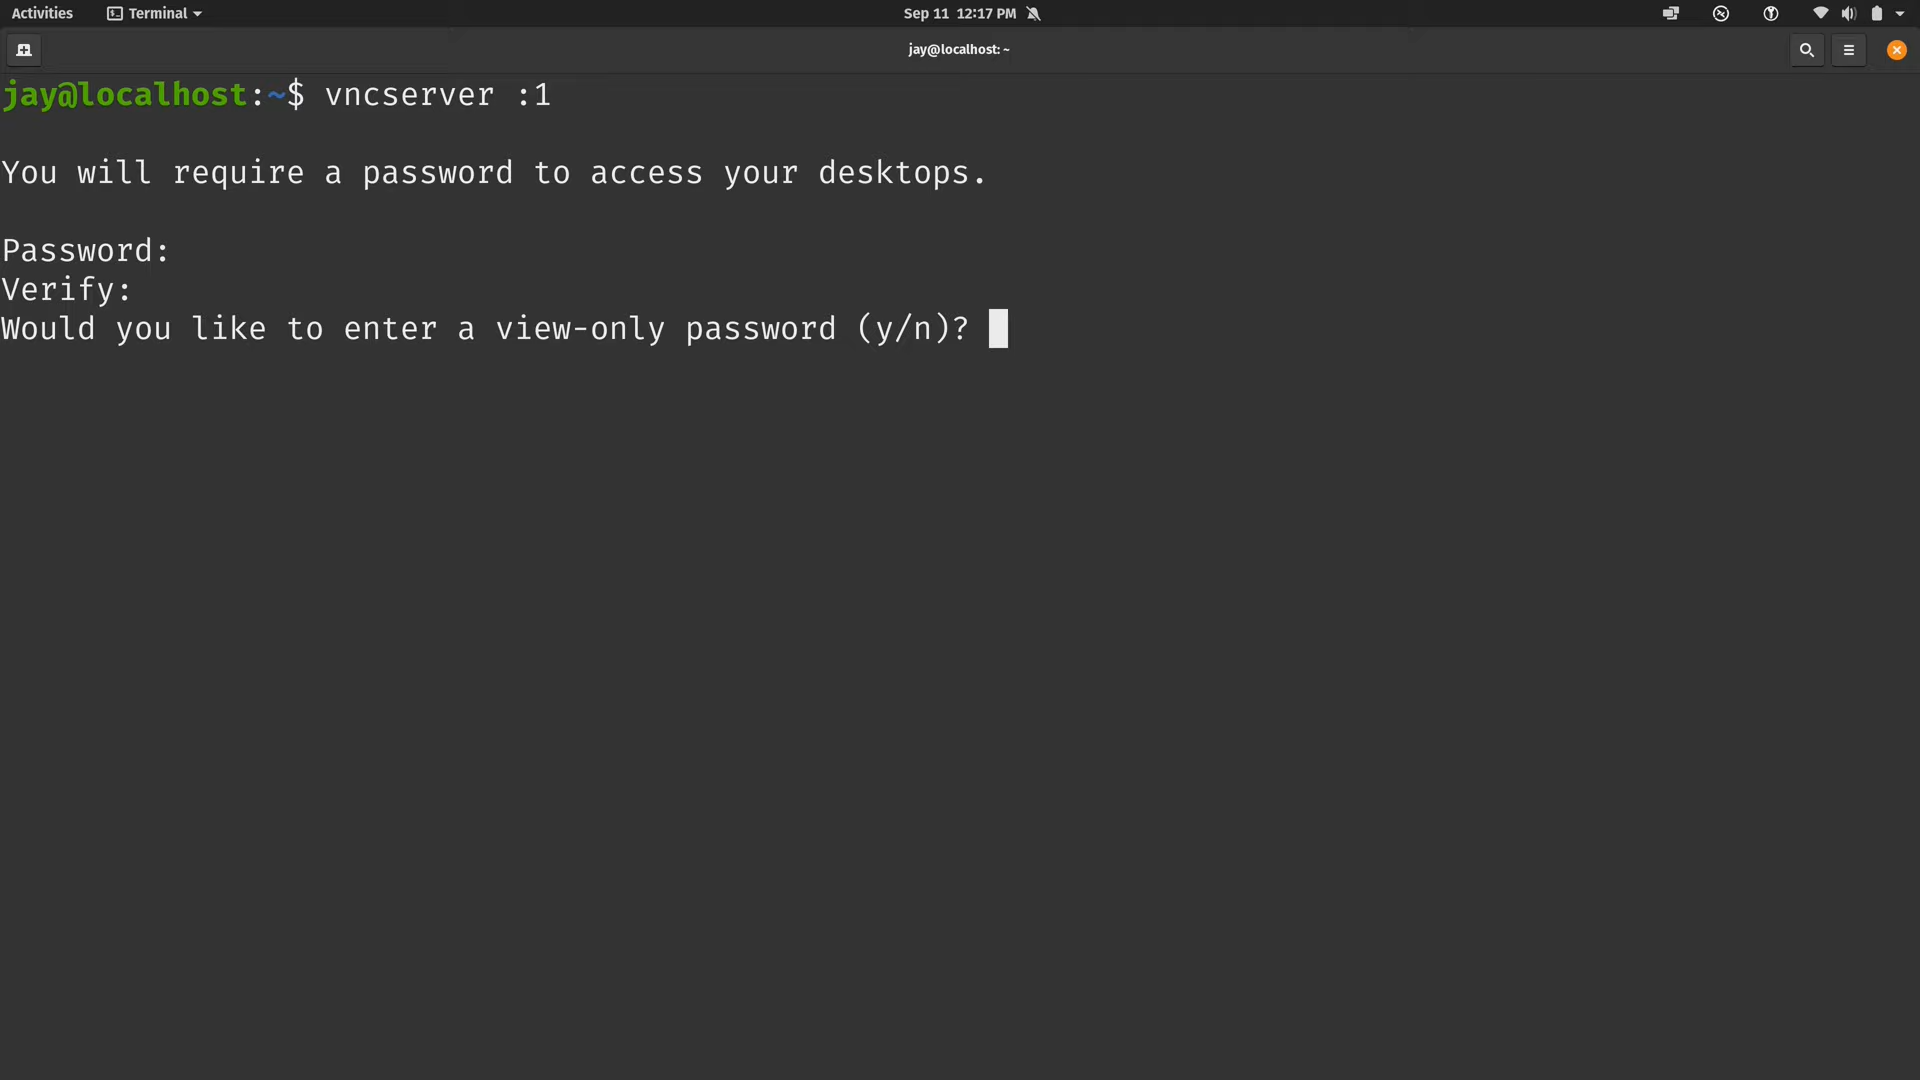 Activities Terminal Sep 11 12:17 PM
jay@localhost: ~
jay@localhost:~$ vncserver :1
You will require a password to access your desktops.
Password:
Verify:
Would you like to enter a view-only password (y/n)?